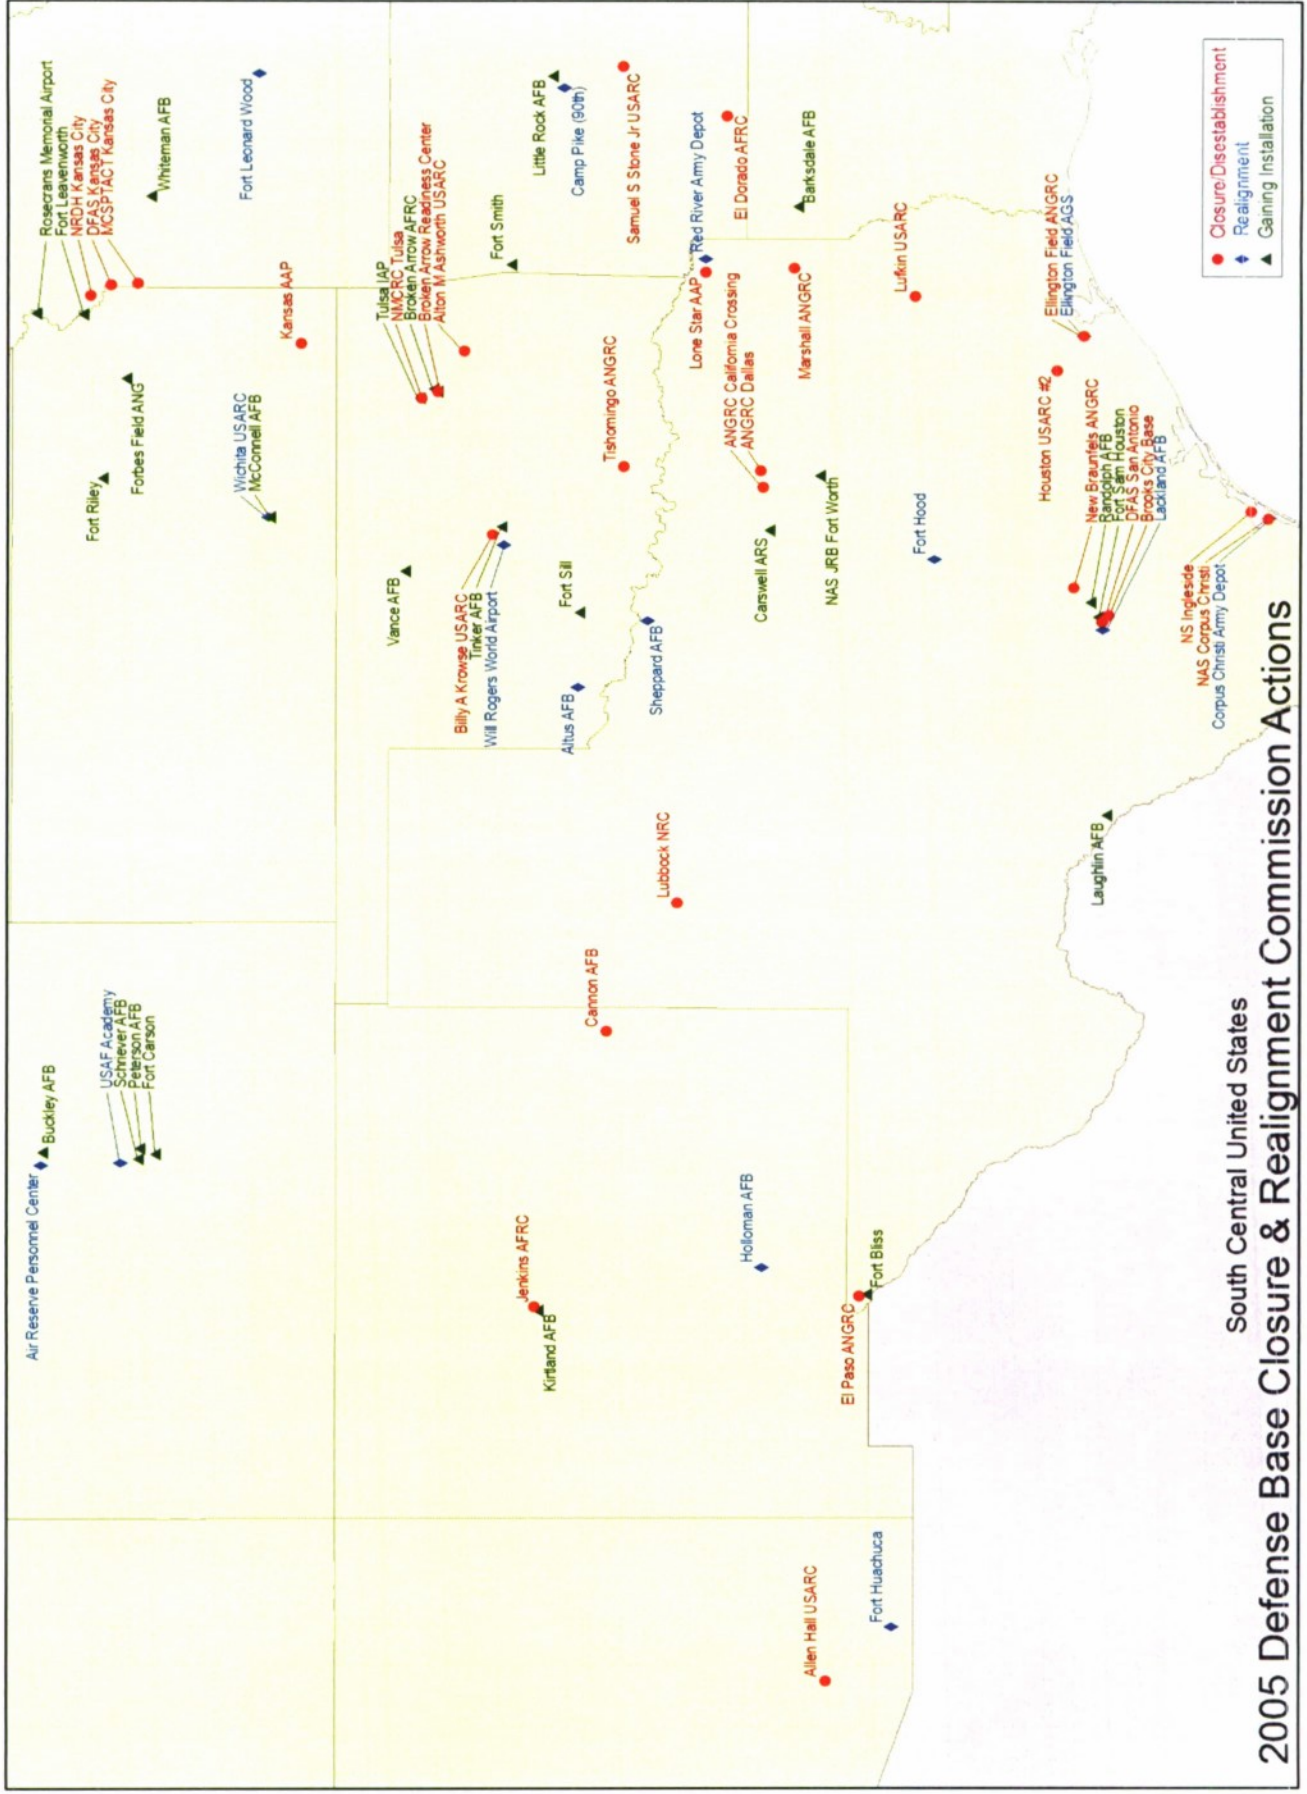 Air Reserve Personnel Center
Buckley AFB
USAF Academy
Schriever AFB
Peterson AFB
Fort Carson
Fort Riley
Forbes Field ANG
Rosecrans Memorial Airport
Fort Leavenworth
NRDH Kansas City
DFAS Kansas City
MCSPTACT Kansas City
Whiteman AFB
Wichita USARC
McConnell AFB
Kansas AAP
Fort Leonard Wood
Vance AFB
Tulsa IAP
NMCRC Tulsa
Broken Arrow AFRC
Broken Arrow Readiness Center
Alton M Ashworth USARC
Billy A Krowse USARC
Tinker AFB
Will Rogers World Airport
Fort Smith
Little Rock AFB
Camp Pike (90th)
Jenkins AFRC
Kirtland AFB
Altus AFB
Fort Sill
Tishomingo ANGRC
Samuel S Stone Jr USARC
Cannon AFB
Sheppard AFB
Lubbock NRC
Lone Star AAP
Red River Army Depot
ANGRC California Crossing
ANGRC Dallas
El Dorado AFRC
Holloman AFB
Carswell ARS
Marshall ANGRC
Barksdale AFB
NAS JRB Fort Worth
Allen Hall USARC
El Paso ANGRC
Fort Bliss
Fort Huachuca
Lufkin USARC
Fort Hood
Houston USARC #2
Ellington Field ANGRC
Ellington Field AGS
Laughlin AFB
New Braunfels ANGRC
Randolph AFB
Fort Sam Houston
DFAS San Antonio
Brooks City Base
Lackland AFB
NS Ingleside
NAS Corpus Christi
Corpus Christi Army Depot
Closure/Disestablishment
Realignment
Gaining Installation
South Central United States
2005 Defense Base Closure & Realignment Commission Actions